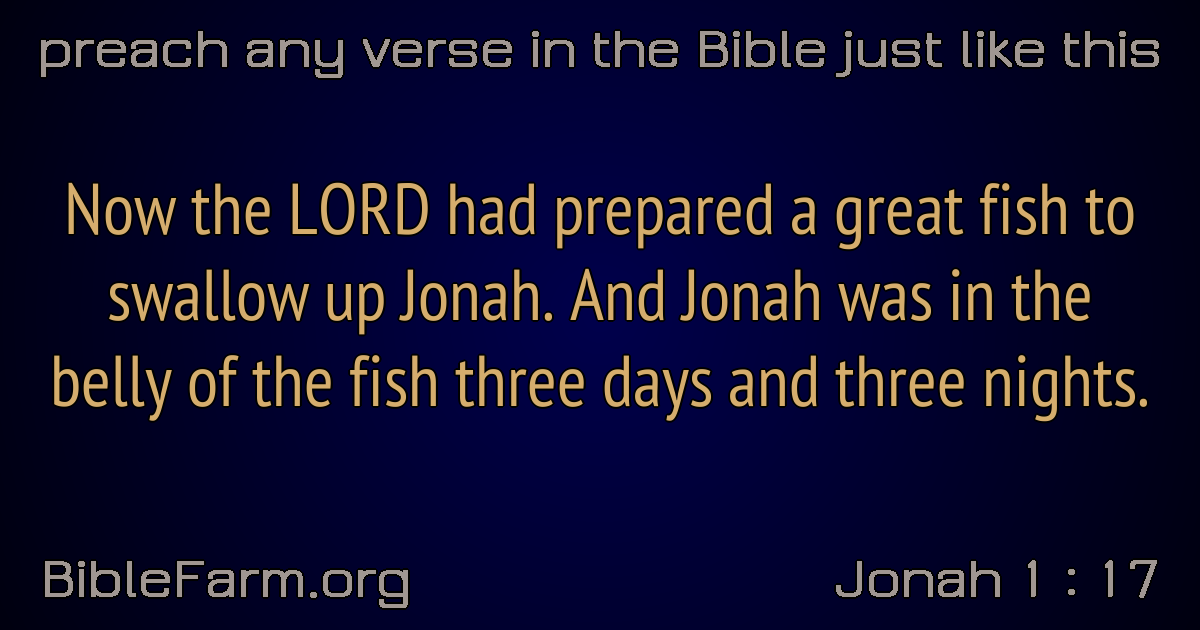 preach any verse in the Bible just like this
Now the LORD had prepared a great fish to
swallow up Jonah. And Jonah was in the
belly of the fish three days and three nights.
BibleFarm.org
Jonah 1 : 17